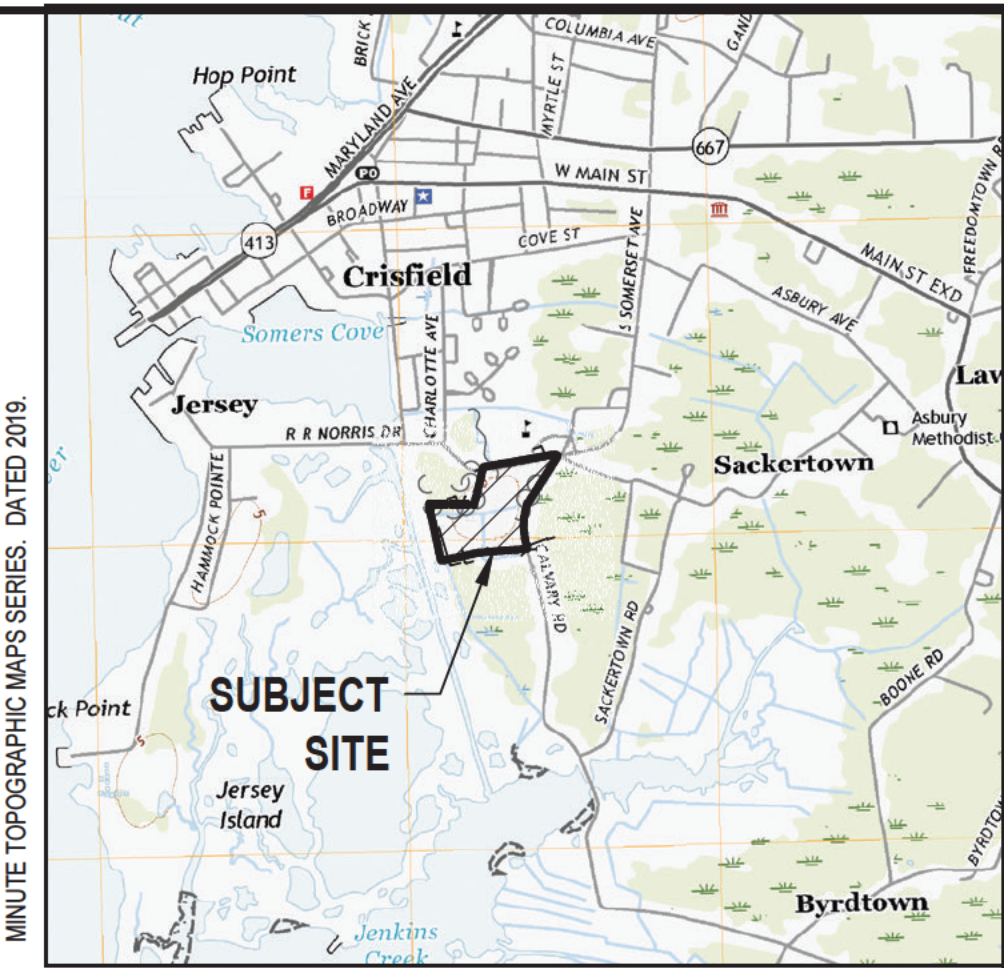 MINUTE TOPOGRAPHIC MAPS SERIES. DATED 2019.
Hop Point
BRICK
COLUMBIA AVE
MYRTLE ST
MARYLAND AVE
667
PO
F
W MAIN ST
BROADWAY
413
COVE ST
S SOMERSET AVE
MAIN ST EXD
Crisfield
ASBURY AVE
Somers Cove
CHARLOTTE AVE
Jersey
R R NORRIS DR
Asbury
Methodist
Sackertown
HAMMOCK POINTE
5
CALVARY RD
SACKERTOWN RD
BOONE RD
SUBJECT
SITE
ck Point
5
Jersey
Island
Byrdtown
Jenkins
Creek